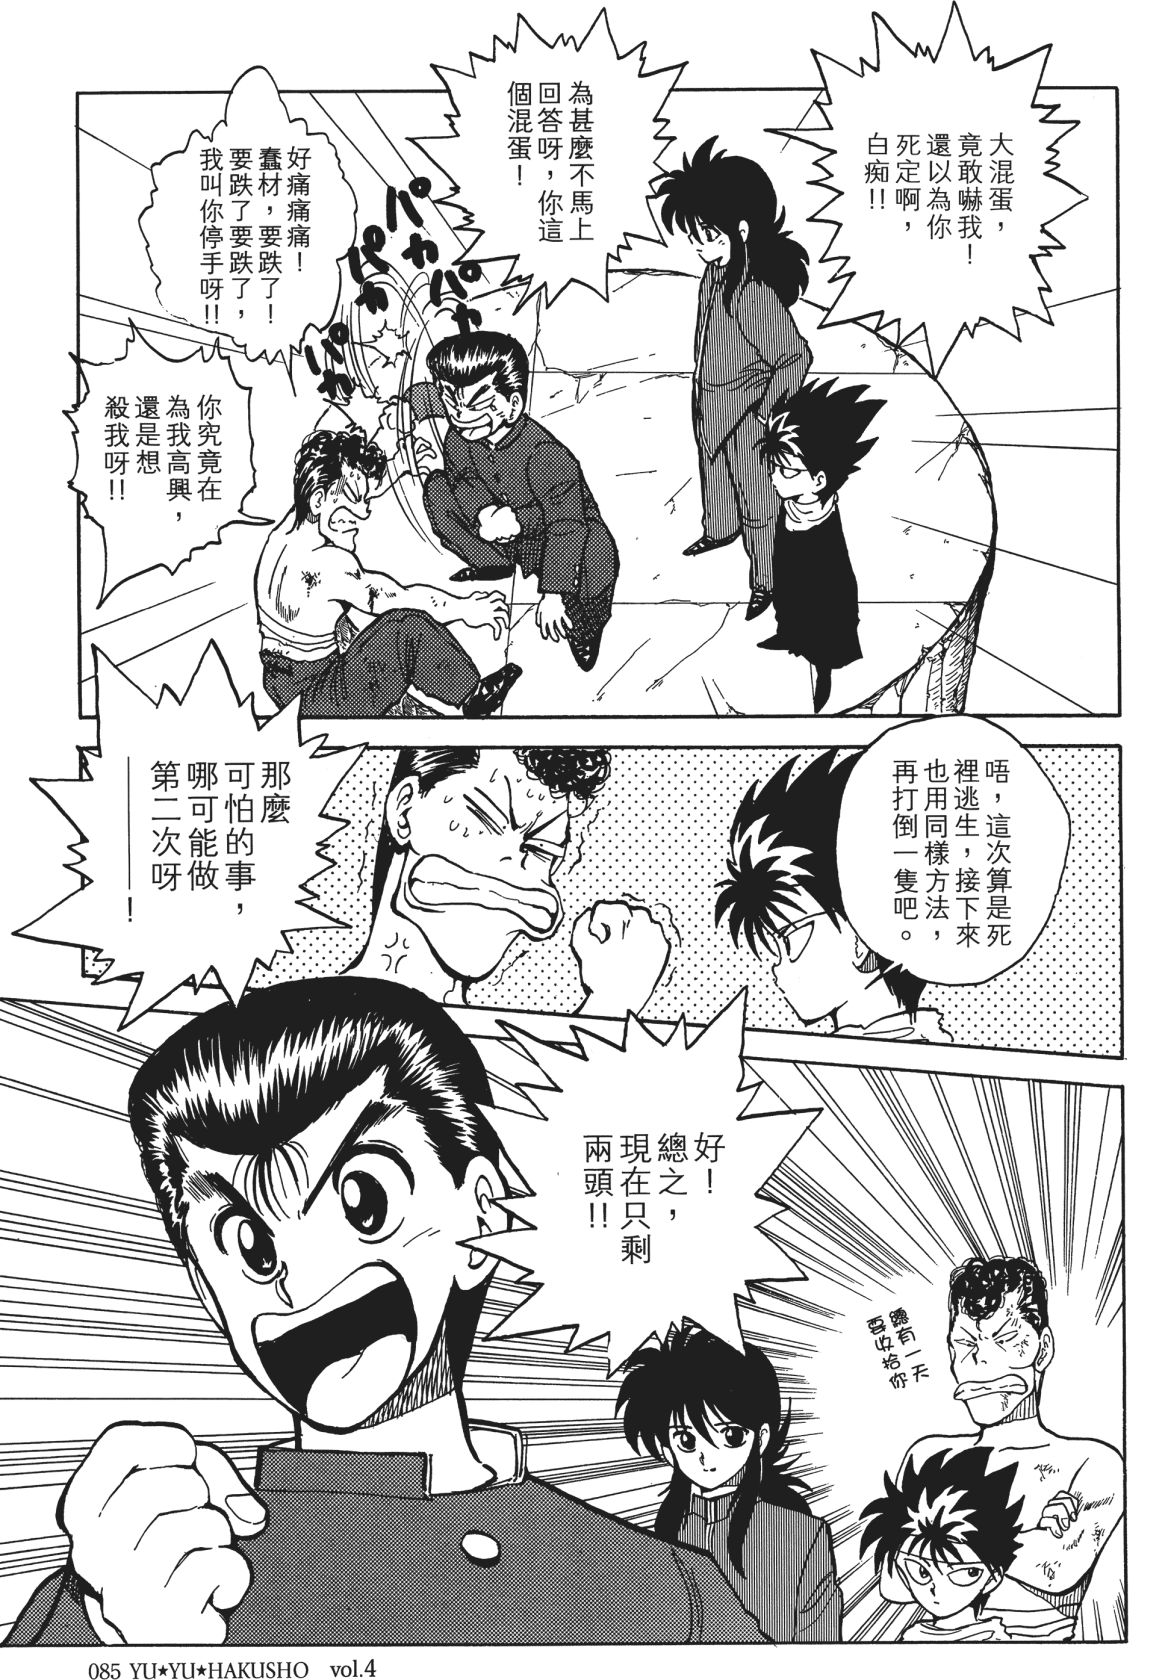 大混蛋，
竟敢嚇我！
還以為你
死定啊，
白痴!!
為甚麼不馬上
回答呀，你這
個混蛋！
好痛痛痛！
蠢材，要跌了！
要跌了要跌了，
我叫你停手呀!!
パヤ
パヤ
パヤ
パヤ
你究竟在
為我高興，
還是想
殺我呀!!
唔，這次算是死
裡逃生，接下來
也用同樣方法，
再打倒一隻吧。
那麼
可怕的事，
哪可能做
第二次呀
——！
好！
總之，
現在只剩
兩頭!!
總有一天
要收拾你
085 YU★YU★HAKUSHO vol.4